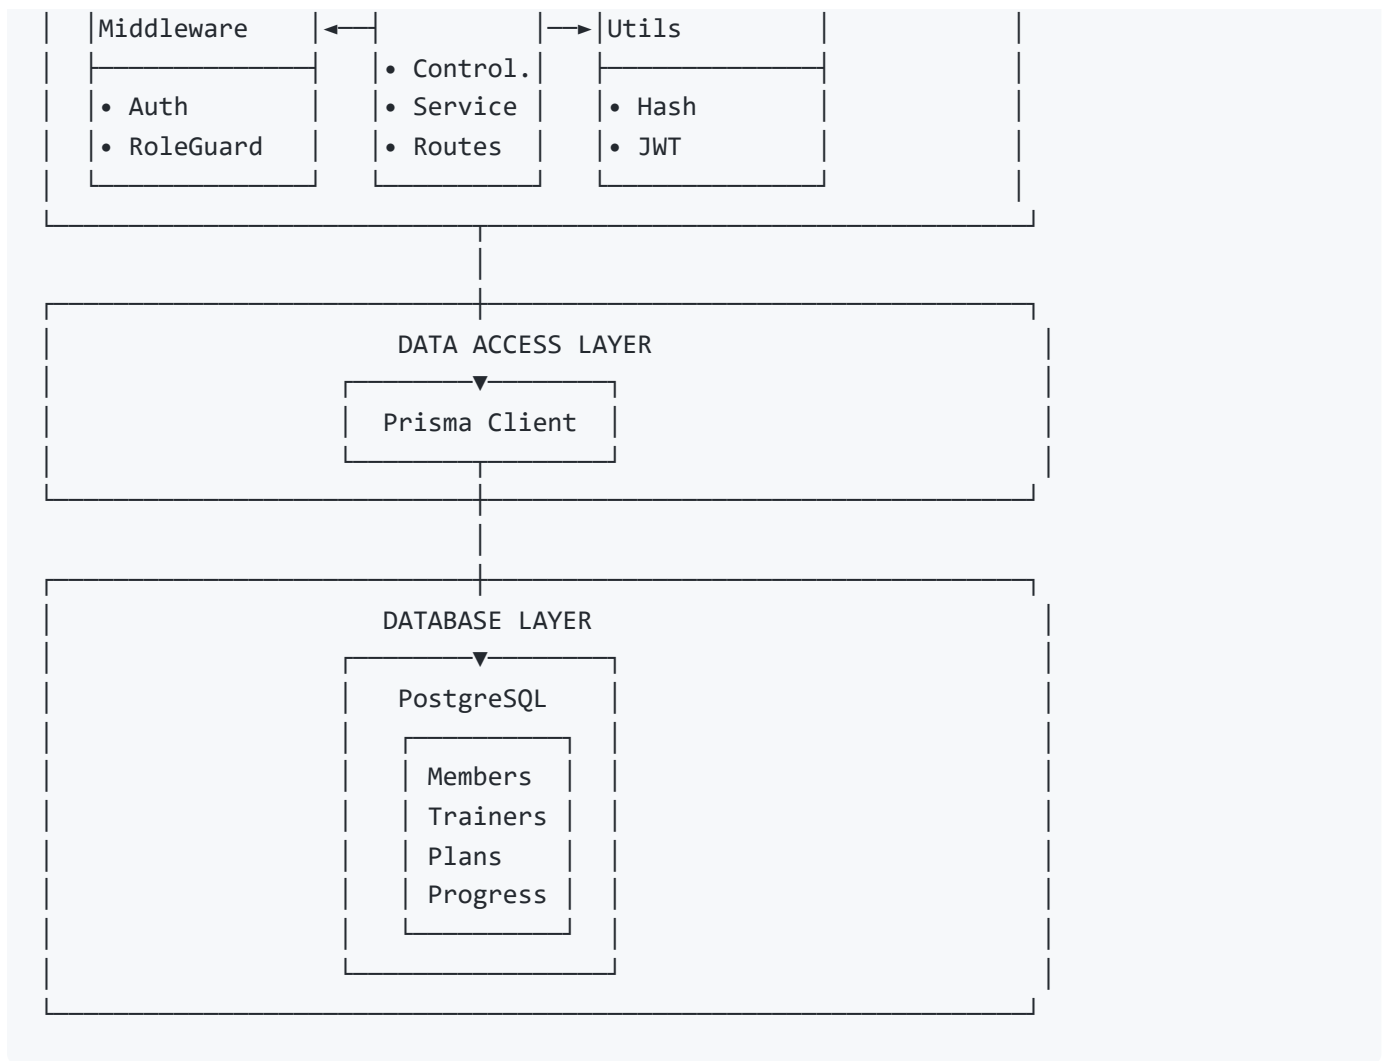 Middleware Utils
• Control.
• Auth • Service • Hash
• RoleGuard • Routes • JWT
DATA ACCESS LAYER
Prisma Client
DATABASE LAYER
PostgreSQL
Members
Trainers
Plans
Progress